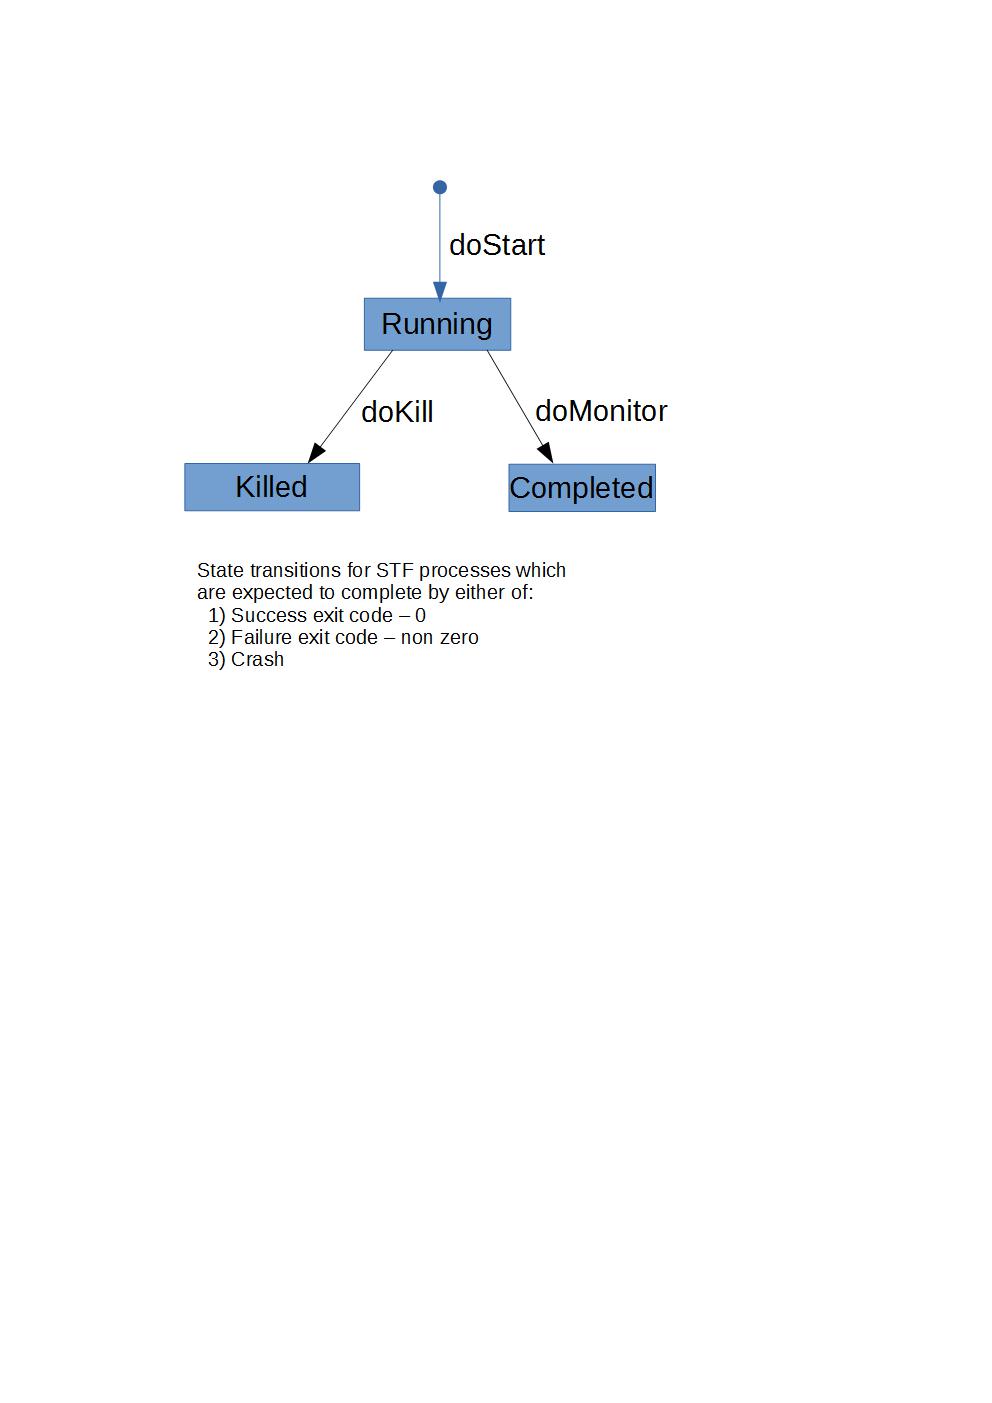 doStart
Running
doKill
doMonitor
Killed
Completed
State transitions for STF processes which
are expected to complete by either of:
1) Success exit code – 0
2) Failure exit code – non zero
3) Crash